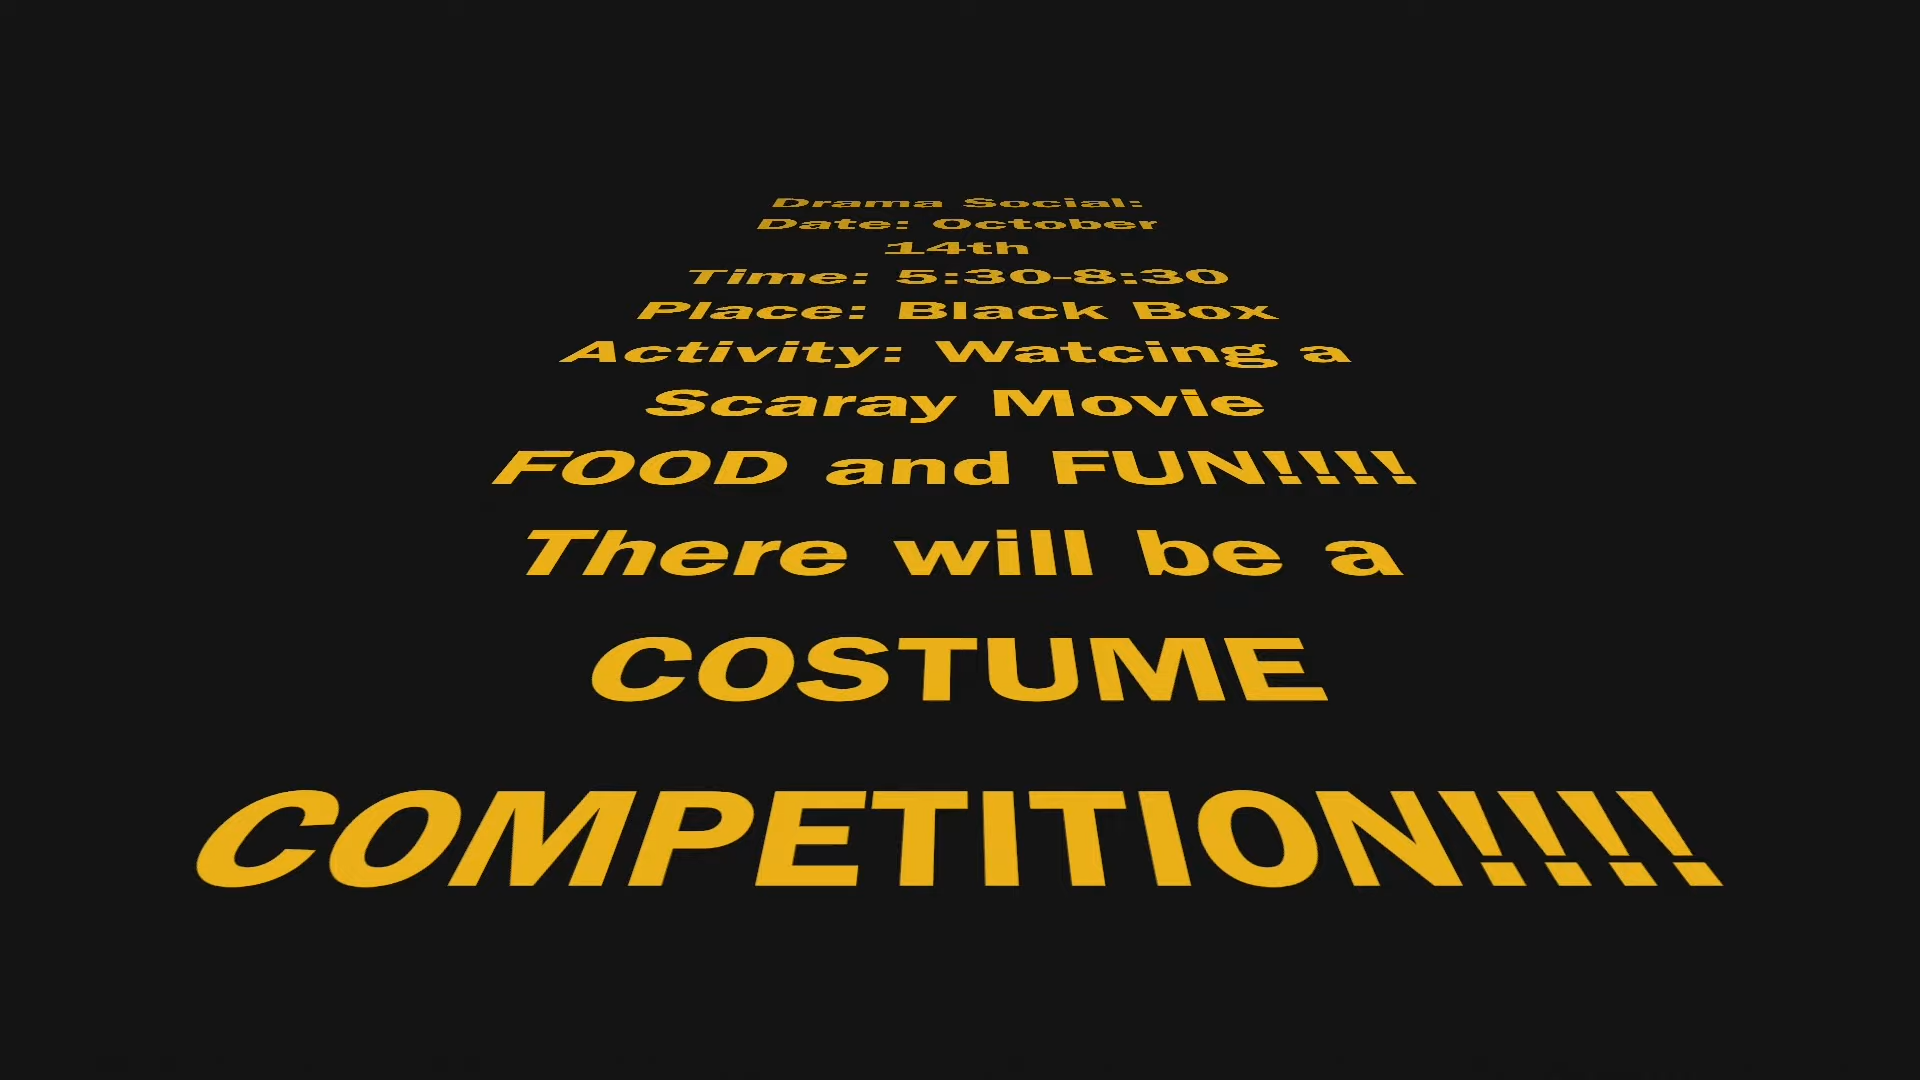 Drama Social:
Date: October
14th
Time: 5:30-8:30
Place: Black Box
Activity: Watcing a
Scaray Movie
FOOD and FUN!!!!
There will be a
COSTUME
COMPETITION!!!!